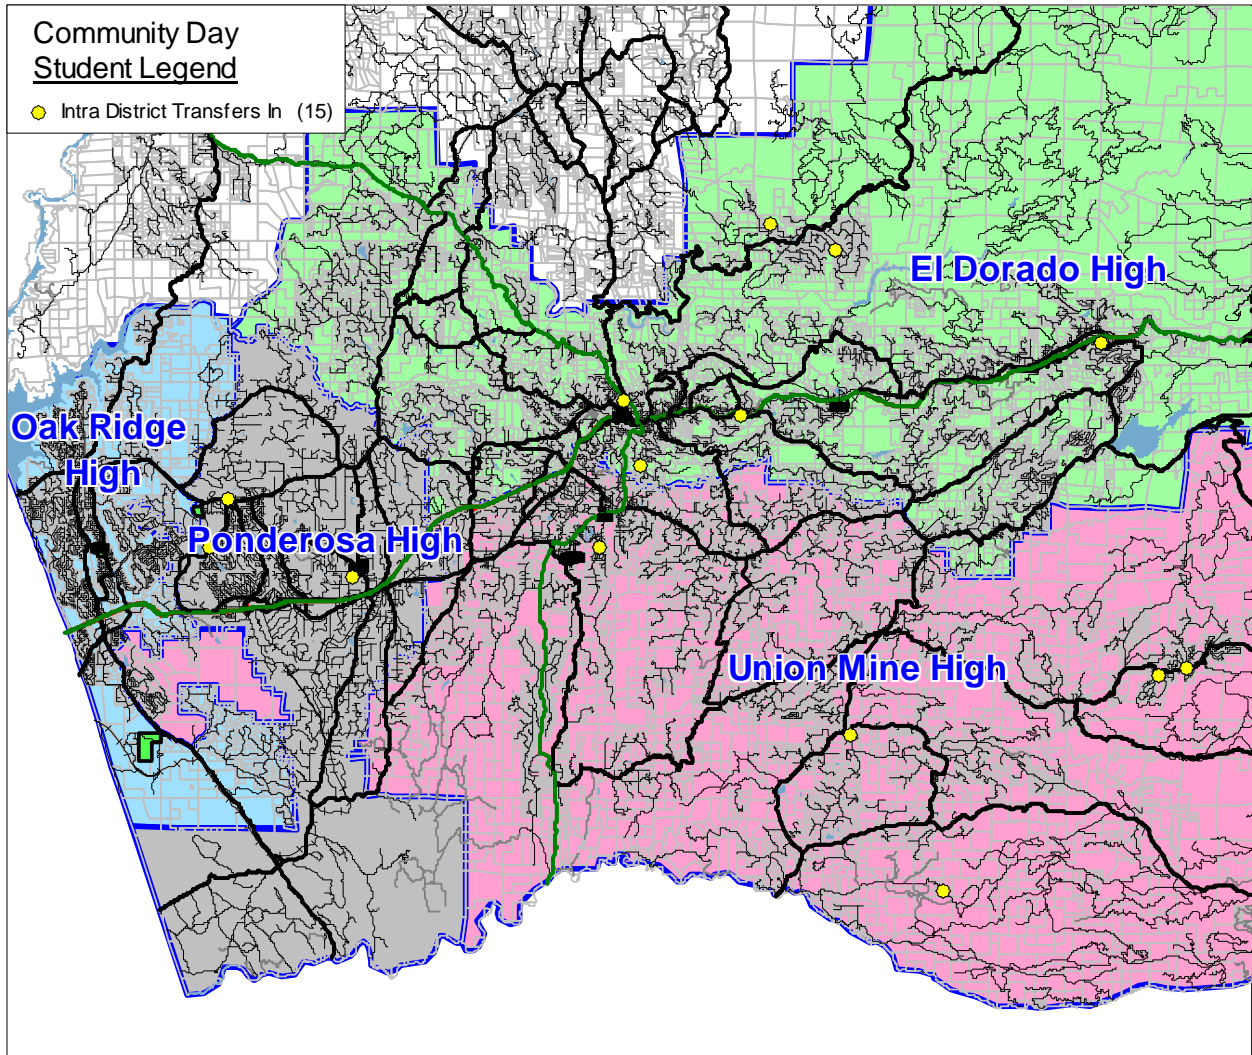 Community Day
Student Legend
Intra District Transfers In (15)
El Dorado High
Oak Ridge
High
Ponderosa High
Union Mine High